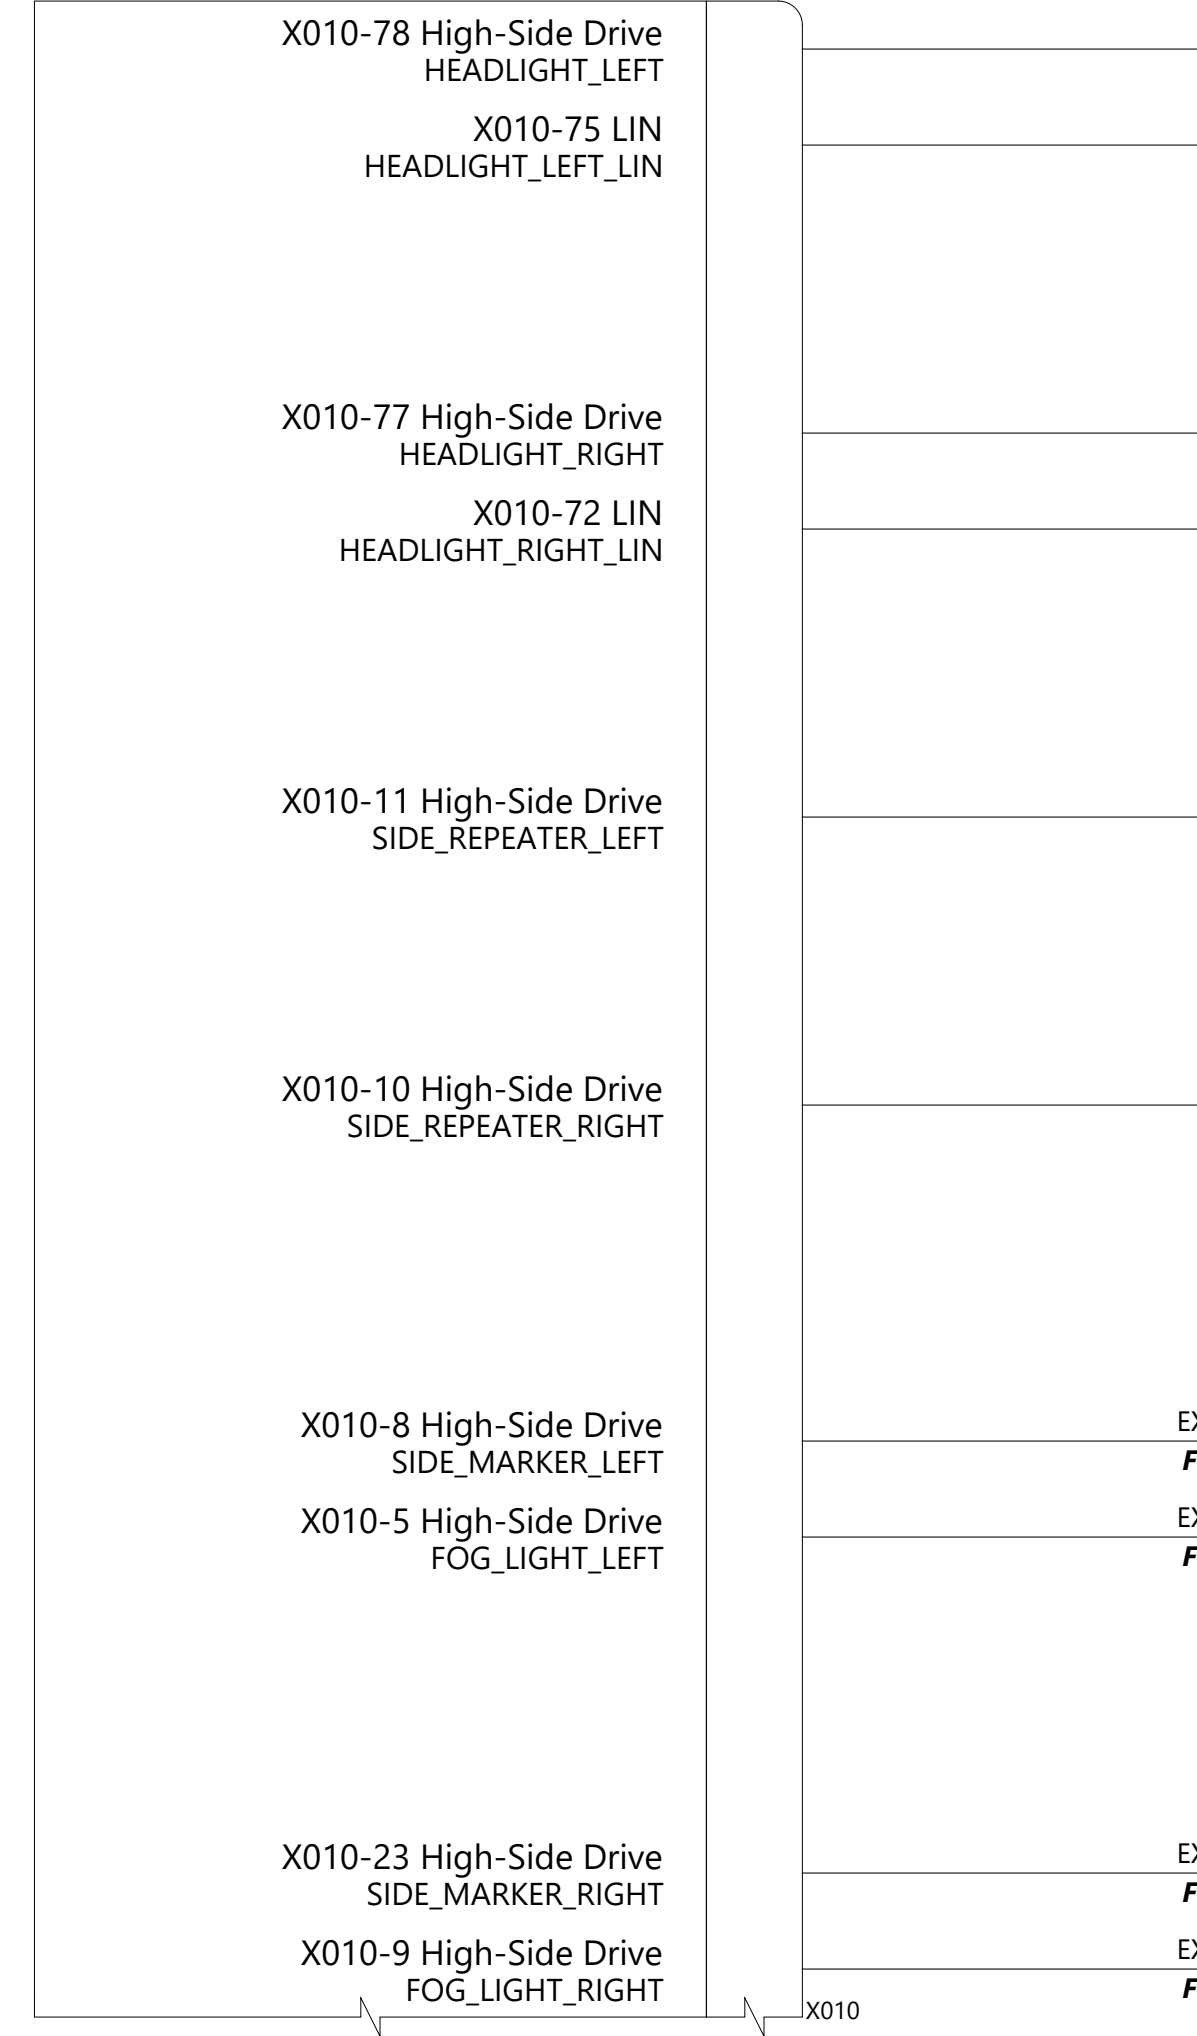 X010-78 High-Side Drive
HEADLIGHT_LEFT
X010-75 LIN
HEADLIGHT_LEFT_LIN
X010-77 High-Side Drive
HEADLIGHT_RIGHT
X010-72 LIN
HEADLIGHT_RIGHT_LIN
X010-11 High-Side Drive
SIDE_REPEATER_LEFT
X010-10 High-Side Drive
SIDE_REPEATER_RIGHT
X010-8 High-Side Drive
SIDE_MARKER_LEFT
X010-5 High-Side Drive
FOG_LIGHT_LEFT
X010-23 High-Side Drive
SIDE_MARKER_RIGHT
X010-9 High-Side Drive
FOG_LIGHT_RIGHT
X010